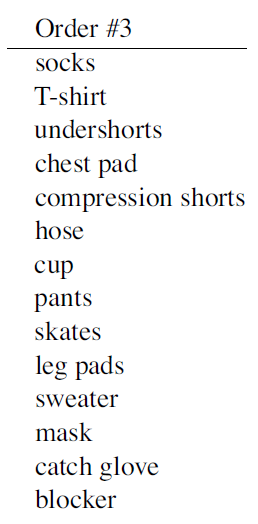 Order #3
socks
T-shirt
undershorts
chest pad
compression shorts
hose
cup
pants
skates
leg pads
sweater
mask
catch glove
blocker